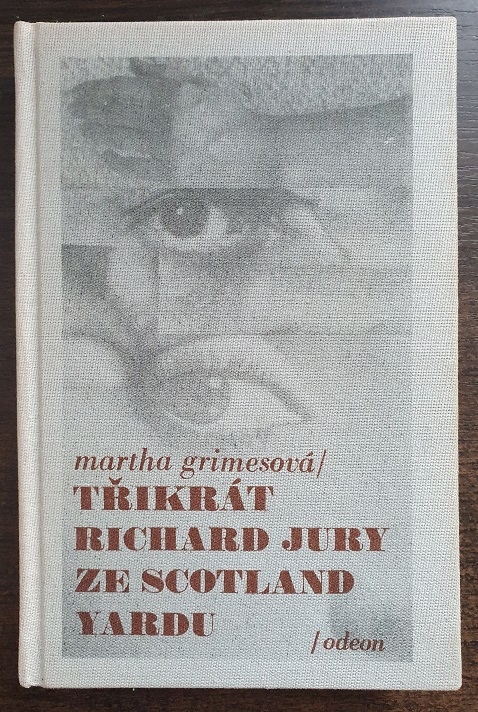 martha grimesová/
TŘIKRÁT
RICHARD JURY
ZE SCOTLAND
YARDU
/odeon